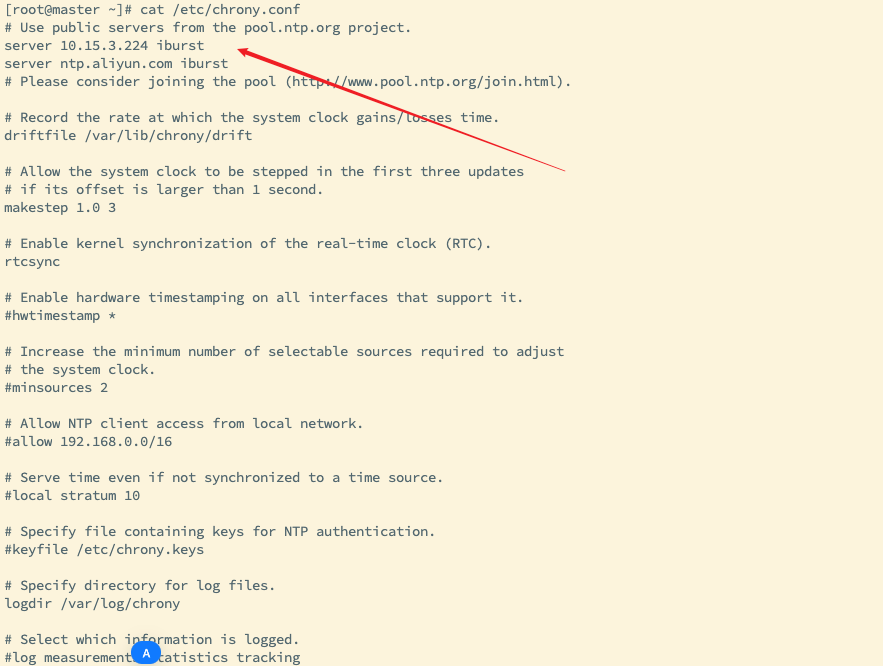 [root@master ~]# cat /etc/chrony.conf
# Use public servers from the pool.ntp.org project.
server 10.15.3.224 iburst
server ntp.aliyun.com iburst
# Please consider joining the pool (http://www.pool.ntp.org/join.html).
# Record the rate at which the system clock gains/losses time.
driftfile /var/lib/chrony/drift
# Allow the system clock to be stepped in the first three updates
# if its offset is larger than 1 second.
makestep 1.0 3
# Enable kernel synchronization of the real-time clock (RTC).
rtcsync
# Enable hardware timestamping on all interfaces that support it.
#hwtimestamp *
# Increase the minimum number of selectable sources required to adjust
# the system clock.
#minsources 2
# Allow NTP client access from local network.
#allow 192.168.0.0/16
# Serve time even if not synchronized to a time source.
#local stratum 10
# Specify file containing keys for NTP authentication.
#keyfile /etc/chrony.keys
# Specify directory for log files.
logdir /var/log/chrony
# Select which information is logged.
#log measurements statistics tracking
A